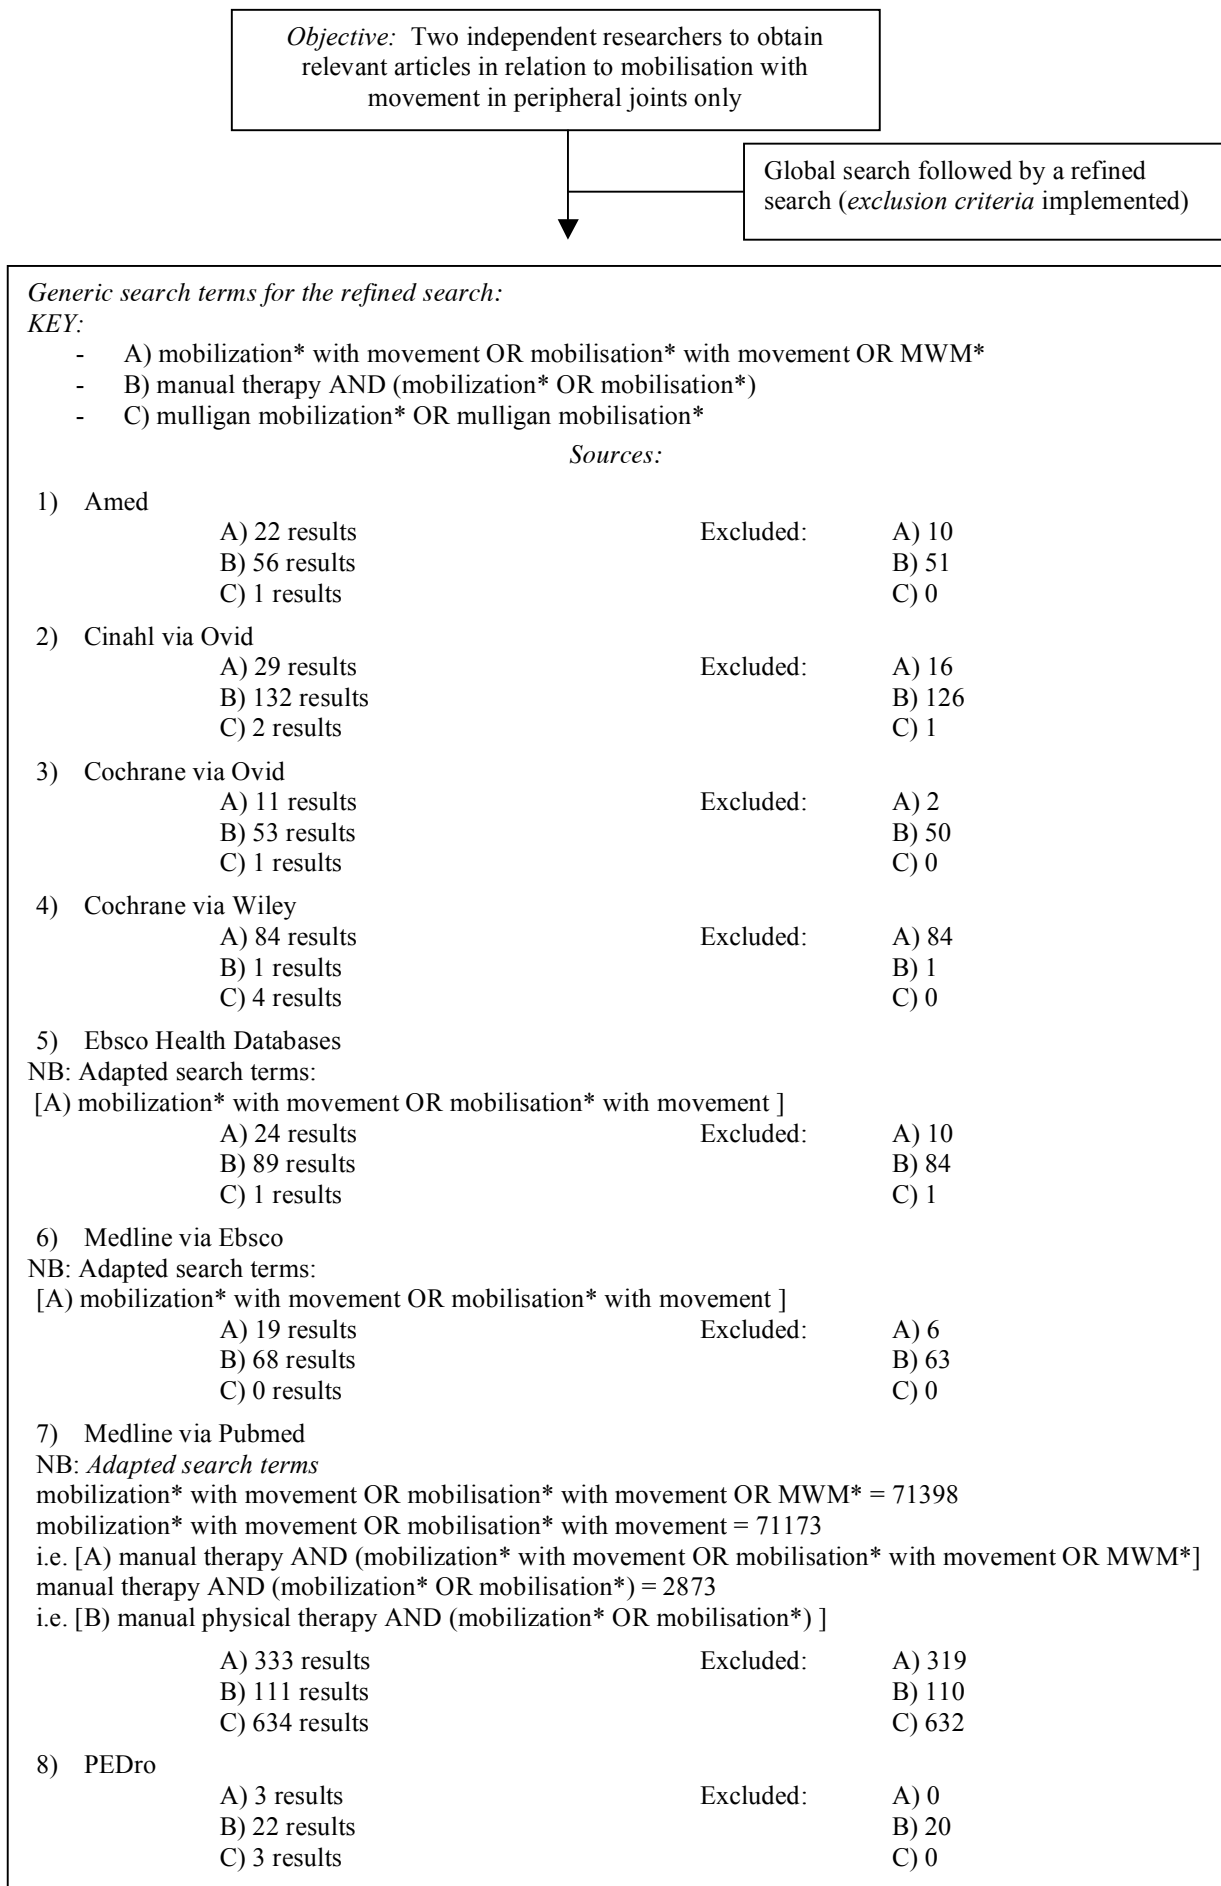 Objective: Two independent researchers to obtain
relevant articles in relation to mobilisation with
movement in peripheral joints only
Global search followed by a refined
search (exclusion criteria implemented)
Generic search terms for the refined search:
KEY:
- A) mobilization* with movement OR mobilisation* with movement OR MWM*
- B) manual therapy AND (mobilization* OR mobilisation*)
- C) mulligan mobilization* OR mulligan mobilisation*
Sources:
1) Amed
A) 22 results Excluded: A) 10
B) 56 results B) 51
C) 1 results C) 0
2) Cinahl via Ovid
A) 29 results Excluded: A) 16
B) 132 results B) 126
C) 2 results C) 1
3) Cochrane via Ovid
A) 11 results Excluded: A) 2
B) 53 results B) 50
C) 1 results C) 0
4) Cochrane via Wiley
A) 84 results Excluded: A) 84
B) 1 results B) 1
C) 4 results C) 0
5) Ebsco Health Databases
NB: Adapted search terms:
[A) mobilization* with movement OR mobilisation* with movement ]
A) 24 results Excluded: A) 10
B) 89 results B) 84
C) 1 results C) 1
6) Medline via Ebsco
NB: Adapted search terms:
[A) mobilization* with movement OR mobilisation* with movement ]
A) 19 results Excluded: A) 6
B) 68 results B) 63
C) 0 results C) 0
7) Medline via Pubmed
NB: Adapted search terms
mobilization* with movement OR mobilisation* with movement OR MWM* = 71398
mobilization* with movement OR mobilisation* with movement = 71173
i.e. [A) manual therapy AND (mobilization* with movement OR mobilisation* with movement OR MWM*]
manual therapy AND (mobilization* OR mobilisation*) = 2873
i.e. [B) manual physical therapy AND (mobilization* OR mobilisation*) ]
A) 333 results Excluded: A) 319
B) 111 results B) 110
C) 634 results C) 632
8) PEDro
A) 3 results Excluded: A) 0
B) 22 results B) 20
C) 3 results C) 0